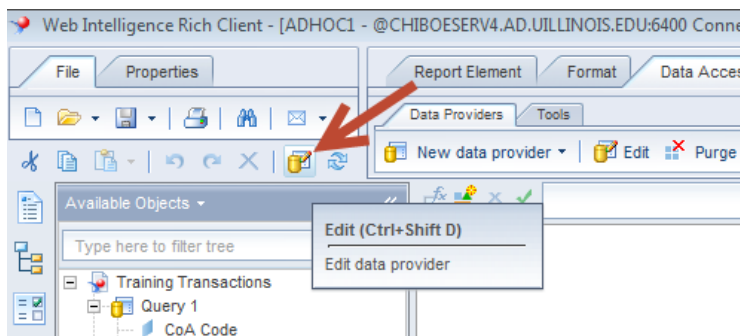 Web Intelligence Rich Client - [ADHOC1 - @CHIBOESERV4.AD.UILLINOIS.EDU:6400 Conne
File Properties
Report Element Format Data Acces
Data Providers Tools
New data provider Edit Purge
Available Objects
Type here to filter tree
Edit (Ctrl+Shift D)
Edit data provider
Training Transactions
Query 1
CoA Code